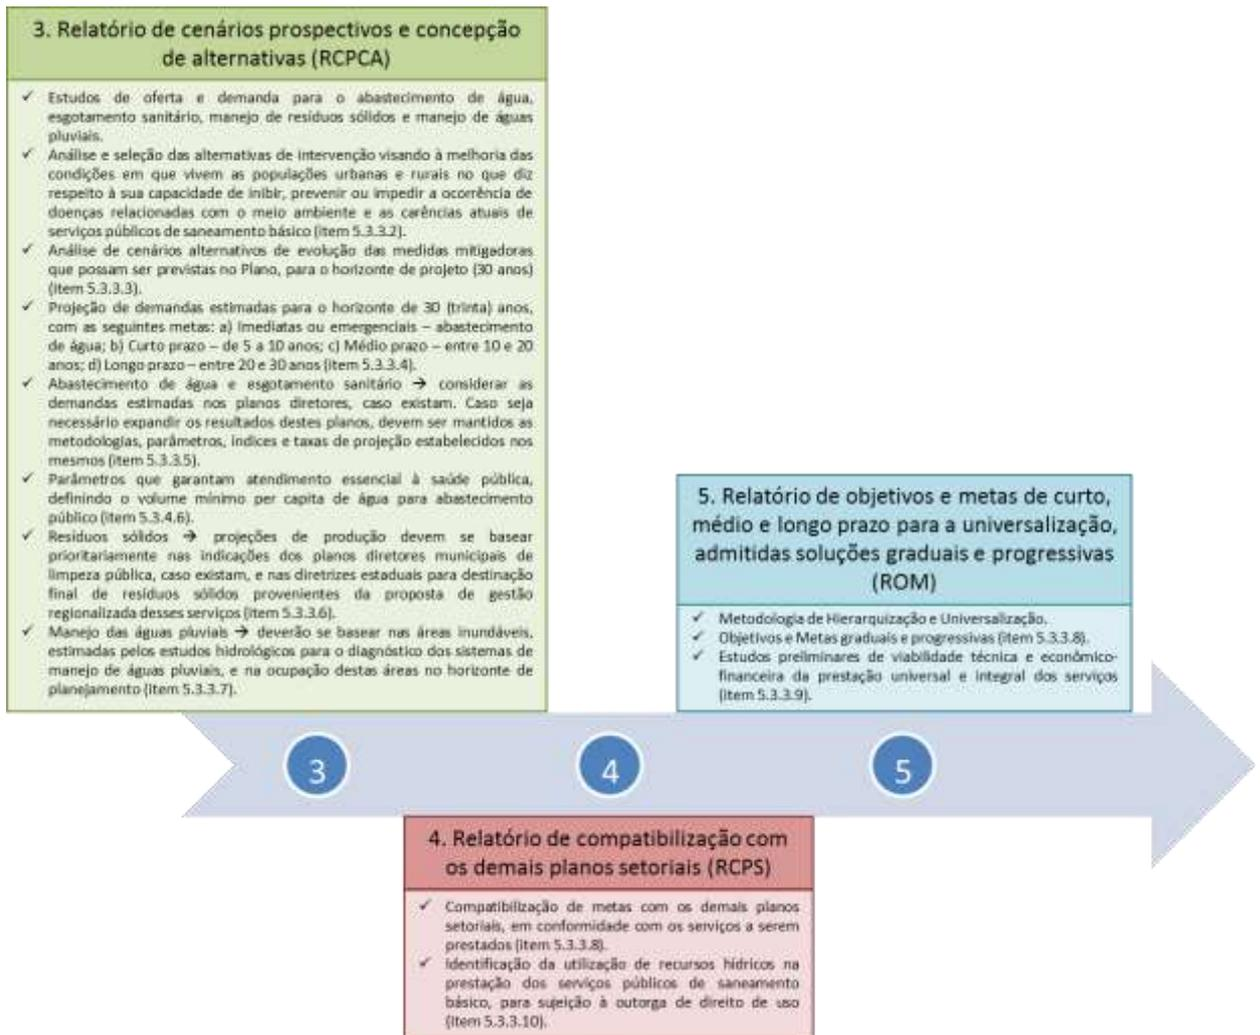 3. Relatório de cenários prospectivos e concepção
de alternativas (RCPCA)
✓ Estudos de oferta e demanda para o abastecimento de água,
esgotamento sanitário, manejo de resíduos sólidos e manejo de águas
pluviais.
✓ Análise e seleção das alternativas de intervenção visando à melhoria das
condições em que vivem as populações urbanas e rurais no que diz
respeito à sua capacidade de inibir, prevenir ou impedir a ocorrência de
doenças relacionadas com o meio ambiente e as carências atuais de
serviços públicos de saneamento básico (item 5.3.3.2).
✓ Análise de cenários alternativos de evolução das medidas mitigadoras
que possam ser previstas no Plano, para o horizonte de projeto (30 anos)
(item 5.3.3.3).
✓ Projeção de demandas estimadas para o horizonte de 30 (trinta) anos,
com as seguintes metas: a) Imediatas ou emergenciais – abastecimento
de água; b) Curto prazo – de 5 a 10 anos; c) Médio prazo – entre 10 e 20
anos; d) Longo prazo – entre 20 e 30 anos (item 5.3.3.4).
✓ Abastecimento de água e esgotamento sanitário → considerar as
demandas estimadas nos planos diretores, caso existam. Caso seja
necessário expandir os resultados destes planos, devem ser mantidos as
metodologias, parâmetros, índices e taxas de projeção estabelecidos nos
mesmos (item 5.3.3.5).
✓ Parâmetros que garantam atendimento essencial à saúde pública,
definindo o volume mínimo per capita de água para abastecimento
público (item 5.3.4.6).
✓ Resíduos sólidos → projeções de produção devem se basear
prioritariamente nas indicações dos planos diretores municipais de
limpeza pública, caso existam, e nas diretrizes estaduais para destinação
final de resíduos sólidos provenientes da proposta de gestão
regionalizada desses serviços (item 5.3.3.6).
✓ Manejo das águas pluviais → deverão se basear nas áreas inundáveis,
estimadas pelos estudos hidrológicos para o diagnóstico dos sistemas de
manejo de águas pluviais, e na ocupação destas áreas no horizonte de
planejamento (item 5.3.3.7).
5. Relatório de objetivos e metas de curto,
médio e longo prazo para a universalização,
admitidas soluções graduais e progressivas
(ROM)
✓ Metodologia de Hierarquização e Universalização.
✓ Objetivos e Metas graduais e progressivas (item 5.3.3.8).
✓ Estudos preliminares de viabilidade técnica e econômico-
financeira da prestação universal e integral dos serviços
(item 5.3.3.9).
3
4
5
4. Relatório de compatibilização com
os demais planos setoriais (RCPS)
✓ Compatibilização de metas com os demais planos
setoriais, em conformidade com os serviços a serem
prestados (item 5.3.3.8).
✓ Identificação da utilização de recursos hídricos na
prestação dos serviços públicos de saneamento
básico, para sujeição à outorga de direito de uso
(item 5.3.3.10).